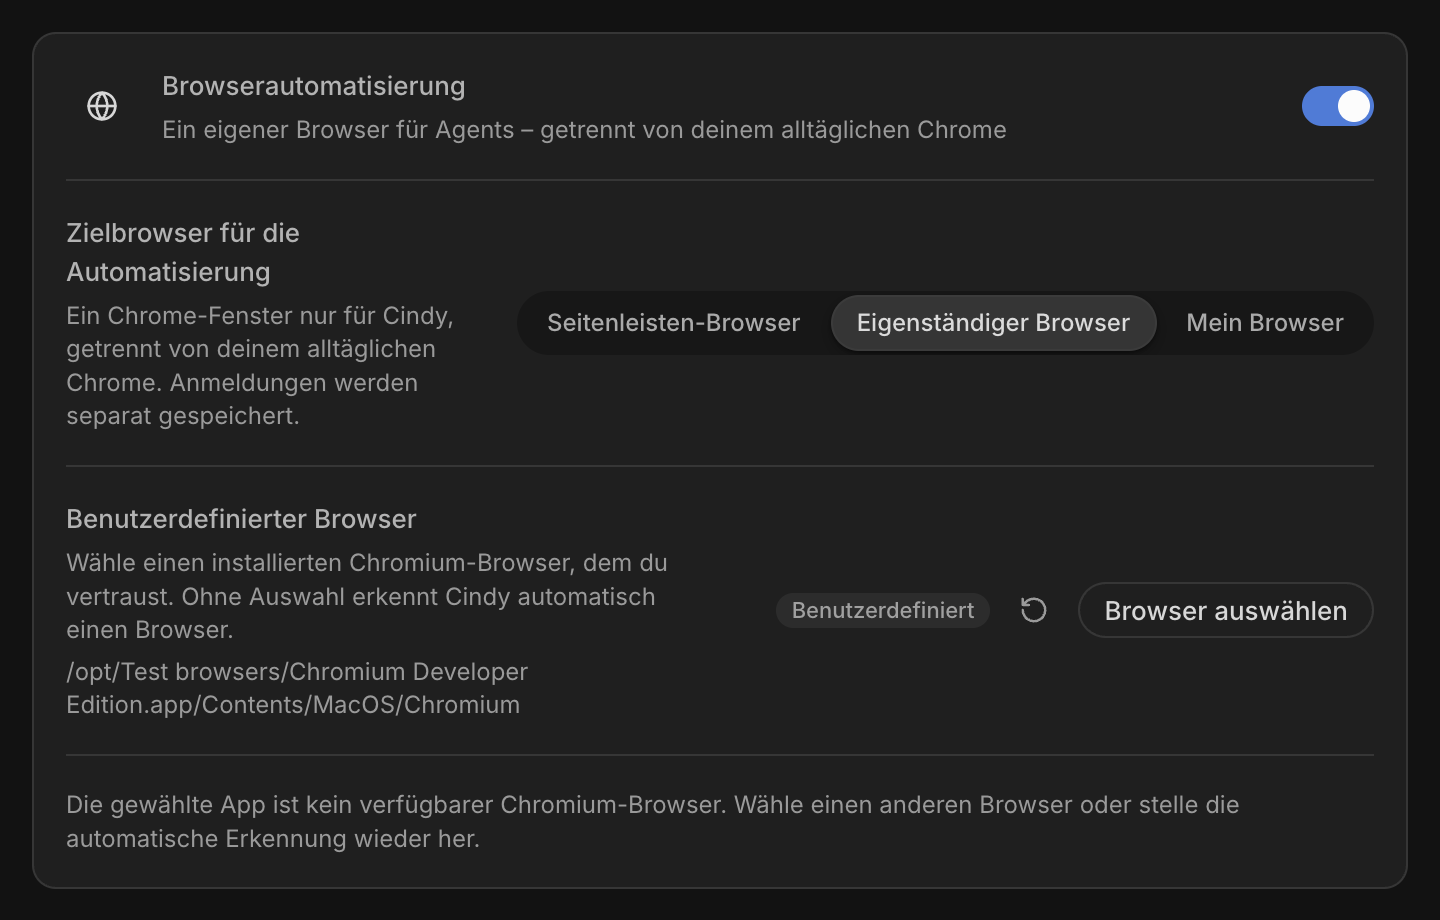 Browserautomatisierung
Ein eigener Browser für Agents – getrennt von deinem alltäglichen Chrome
Zielbrowser für die
Automatisierung
Ein Chrome-Fenster nur für Cindy,
getrennt von deinem alltäglichen
Chrome. Anmeldungen werden
separat gespeichert.
Seitenleisten-Browser
Eigenständiger Browser
Mein Browser
Benutzerdefinierter Browser
Wähle einen installierten Chromium-Browser, dem du
vertraust. Ohne Auswahl erkennt Cindy automatisch
einen Browser.
/opt/Test browsers/Chromium Developer
Edition.app/Contents/MacOS/Chromium
Benutzerdefiniert
Browser auswählen
Die gewählte App ist kein verfügbarer Chromium-Browser. Wähle einen anderen Browser oder stelle die
automatische Erkennung wieder her.